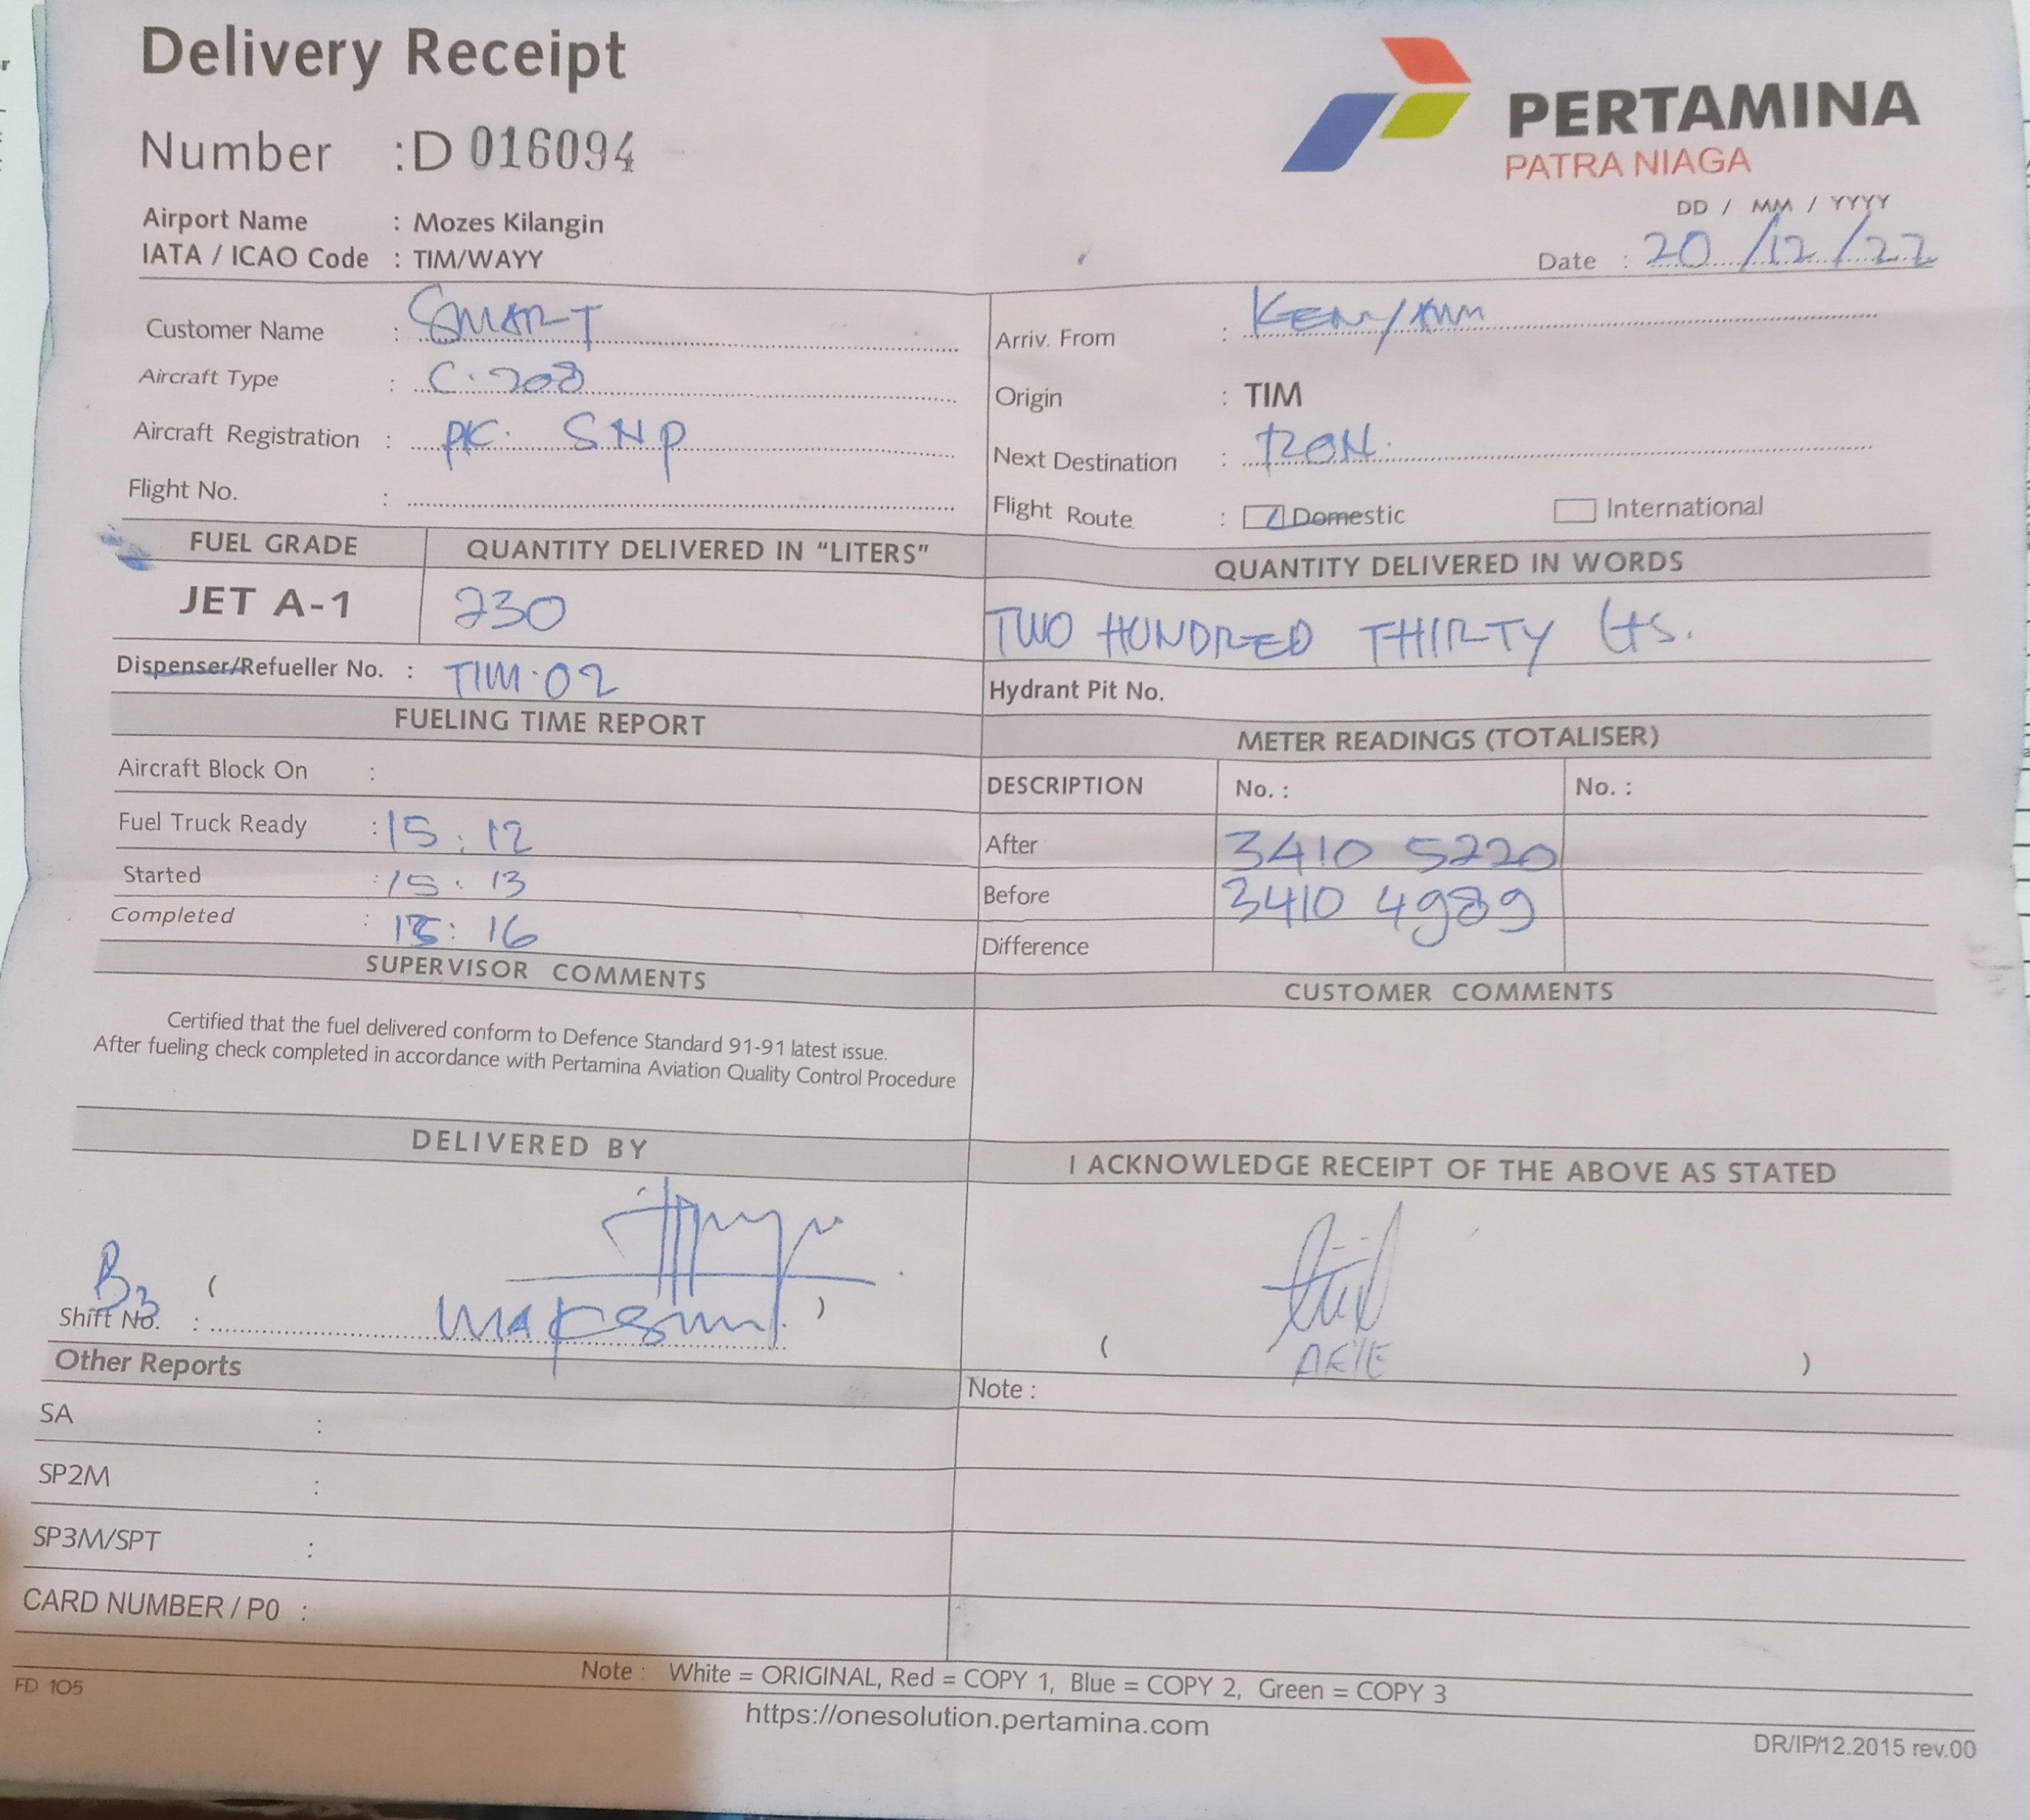 Delivery Receipt
PERTAMINA
PATRA NIAGA
Number : D 016094
DD / MM / YYYY
Date : 20 / 12 / 22
Airport Name : Mozes Kilangin
IATA / ICAO Code : TIM/WAYY
Customer Name : SMART
Arriv. From :
Aircraft Type : C.208
Origin : TIM
Aircraft Registration : PK. SNP
Next Destination : RON.
Flight No. :
Flight Route : Domestic International
FUEL GRADE QUANTITY DELIVERED IN "LITERS" QUANTITY DELIVERED IN WORDS
JET A-1 230 TWO HUNDRED THIRTY Lts.
Dispenser/Refueller No. : TIM.02
Hydrant Pit No.
FUELING TIME REPORT
METER READINGS (TOTALISER)
Aircraft Block On :
DESCRIPTION No. : No. :
Fuel Truck Ready : 15:12
After 3410 5220
Started : 15:13
Before 3410 4989
Completed : 15:16
Difference
SUPERVISOR COMMENTS
CUSTOMER COMMENTS
Certified that the fuel delivered conform to Defence Standard 91-91 latest issue.
After fueling check completed in accordance with Pertamina Aviation Quality Control Procedure
DELIVERED BY
I ACKNOWLEDGE RECEIPT OF THE ABOVE AS STATED
B3 (
Shift No. : )
( )
Other Reports
Note :
SA :
SP2M :
SP3M/SPT :
CARD NUMBER / P0 :
Note : White = ORIGINAL, Red = COPY 1, Blue = COPY 2, Green = COPY 3
FD 105
https://onesolution.pertamina.com
DR/IP/12.2015 rev.00